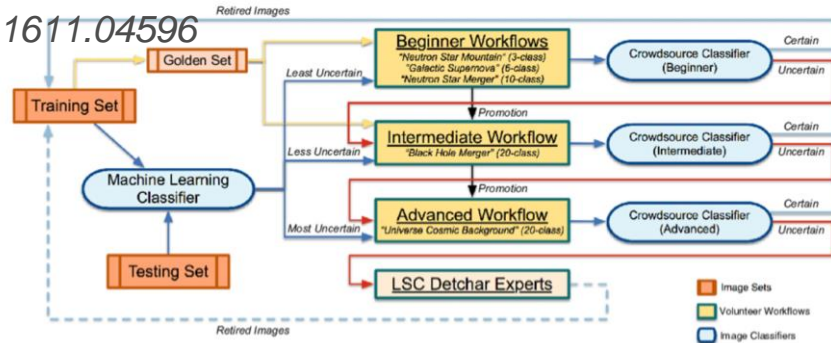 Retired Images
1611.04596
Golden Set
Training Set
Machine Learning
Classifier
Testing Set
Least Uncertain
Less Uncertain
Most Uncertain
Beginner Workflows
"Neutron Star Mountain" (3-class)
"Galactic Supernova" (6-class)
"Neutron Star Merger" (10-class)
Promotion
Intermediate Workflow
"Black Hole Merger" (20-class)
Promotion
Advanced Workflow
"Universe Cosmic Background" (20-class)
LSC Detchar Experts
Crowdsource Classifier
(Beginner)
Certain
Uncertain
Crowdsource Classifier
(Intermediate)
Certain
Uncertain
Crowdsource Classifier
(Advanced)
Certain
Uncertain
Retired Images
Image Sets
Volunteer Workflows
Image Classifiers